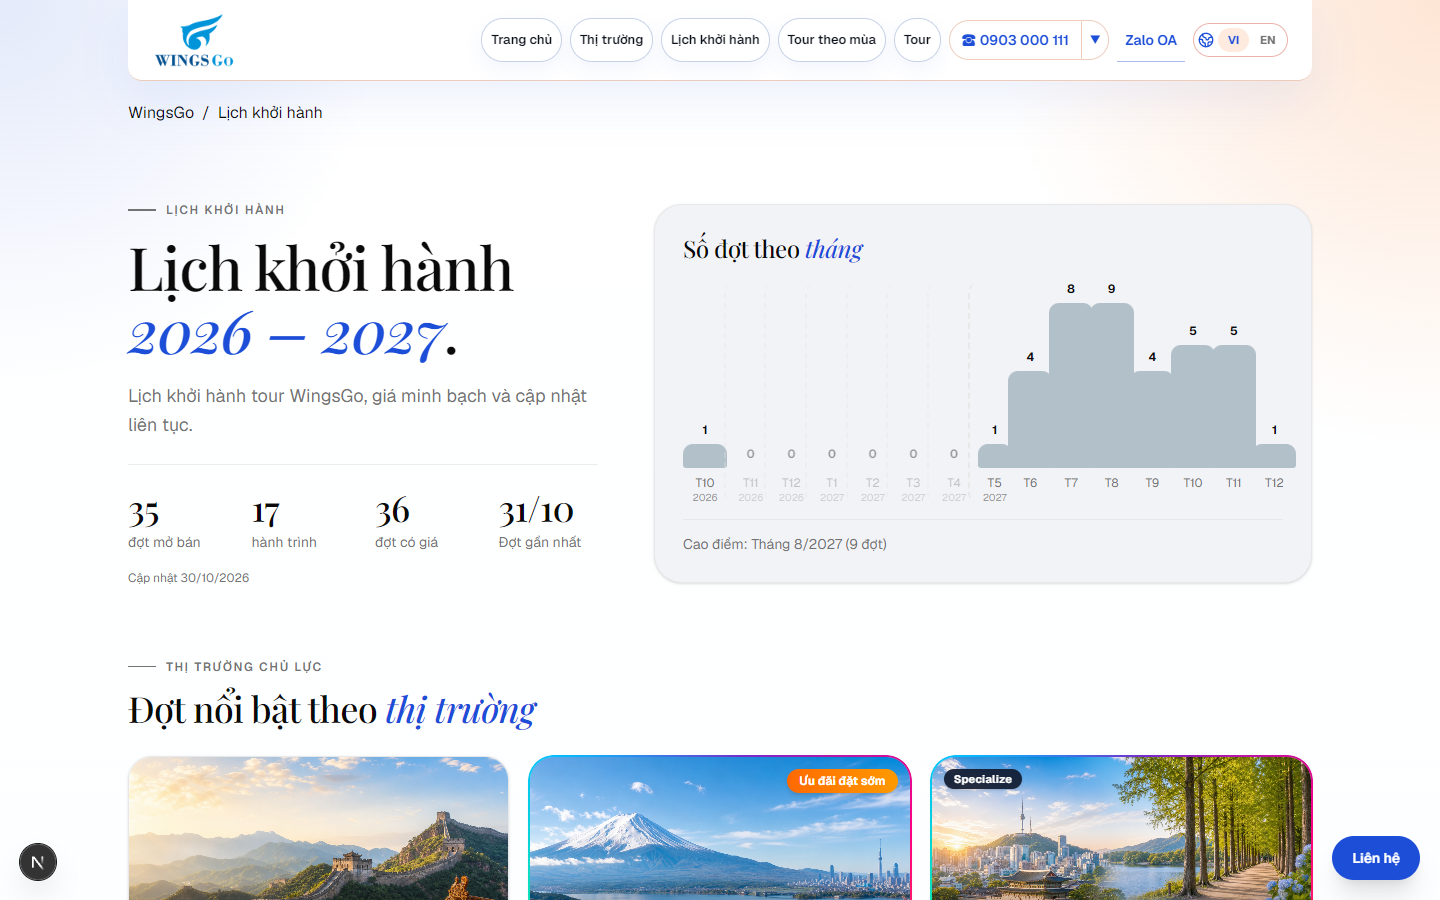 WINGS Go
Trang chủ
Thị trường
Lịch khởi hành
Tour theo mùa
Tour
☎ 0903 000 111 ▼
Zalo OA
VI EN
WingsGo / Lịch khởi hành
LỊCH KHỞI HÀNH
Lịch khởi hành
2026 – 2027.
Lịch khởi hành tour WingsGo, giá minh bạch và cập nhật
liên tục.
35 17 36 31/10
đợt mở bán hành trình đợt có giá Đợt gần nhất
Cập nhật 30/10/2026
Số đợt theo tháng
1 0 0 0 0 0 0 1 4 8 9 4 5 5 1
T10 T11 T12 T1 T2 T3 T4 T5 T6 T7 T8 T9 T10 T11 T12
2026 2026 2026 2027 2027 2027 2027 2027
Cao điểm: Tháng 8/2027 (9 đợt)
THỊ TRƯỜNG CHỦ LỰC
Đợt nổi bật theo thị trường
Ưu đãi đặt sớm
Specialize
N
Liên hệ